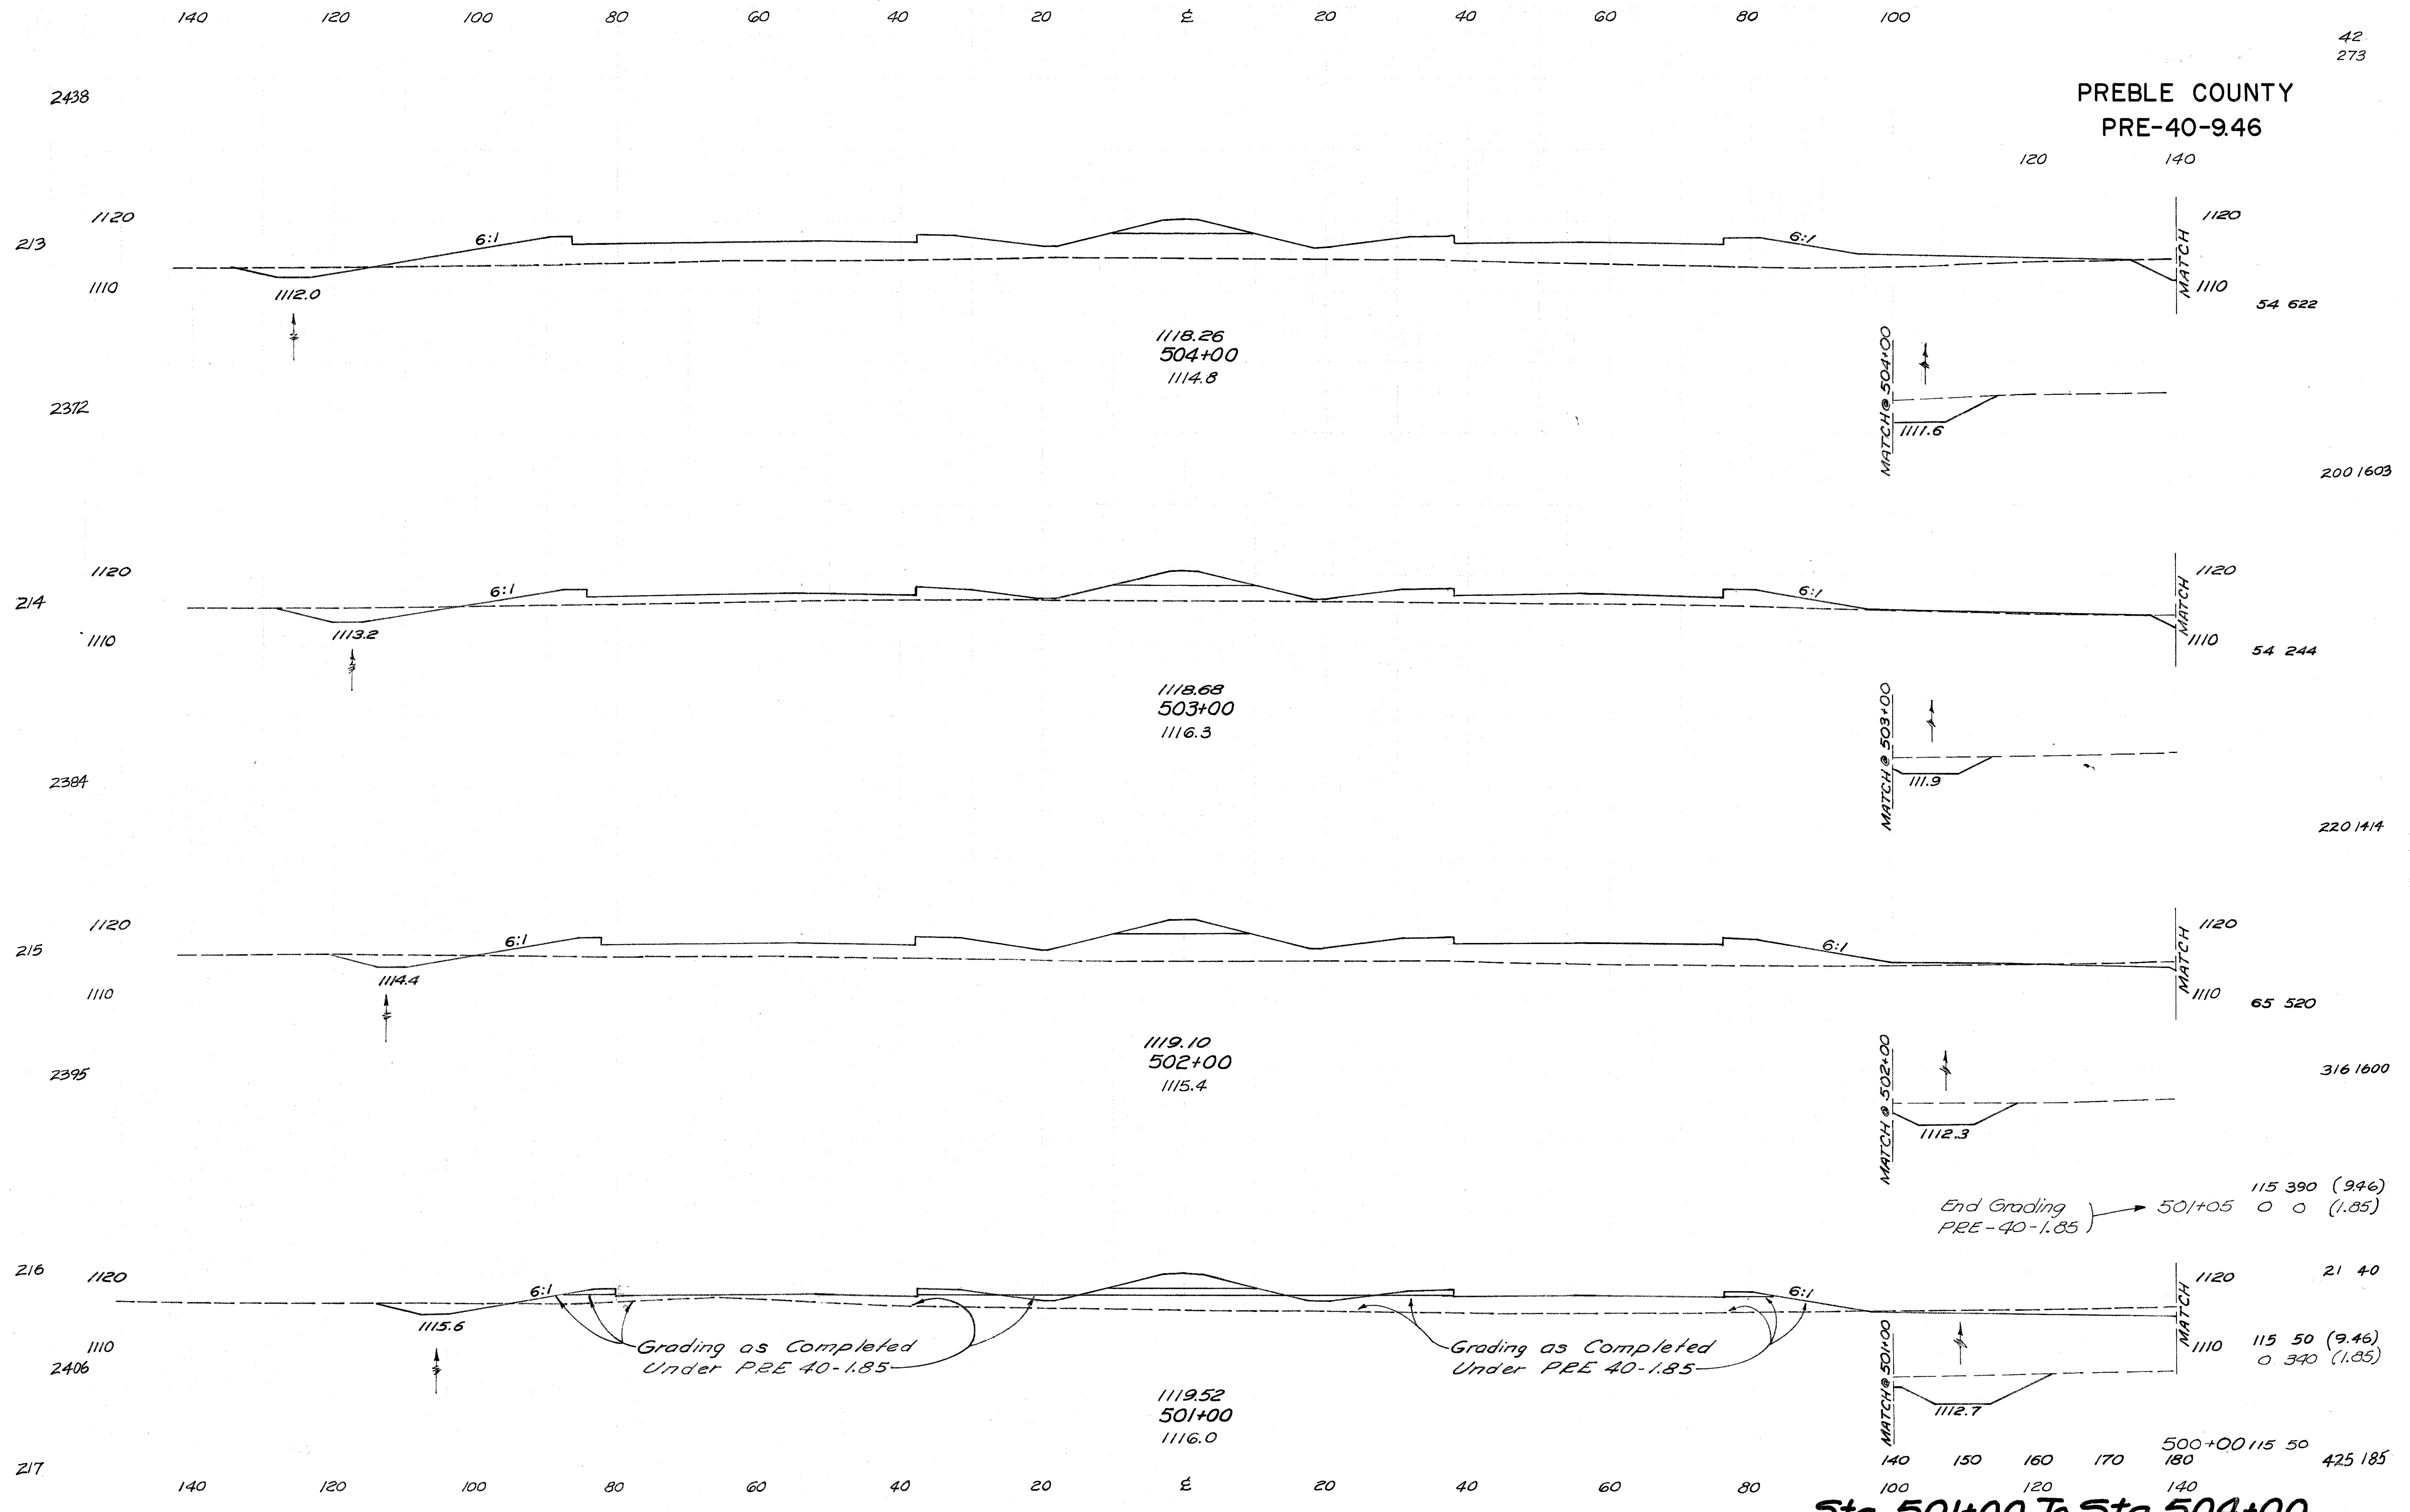 140 120 100 80 60 40 20 ℄ 20 40 60 80 100
42
273
2438
PREBLE COUNTY
PRE-40-9.46
120 140
1120 1120
213 6:1 6:1 MATCH
1110 1112.0 1110
54 622
1118.26
504+00
1114.8
MATCH @ 504+00
2372
1111.6
200 1603
1120 1120
214 6:1 6:1 MATCH
1110 1113.2 1110
54 244
1118.68
503+00
1116.3
MATCH @ 503+00
2384
111.9
220 1414
1120 1120
215 6:1 6:1 MATCH
1114.4
1110 1110
65 520
1119.10
502+00
1115.4
MATCH @ 502+00
2395
316 1600
1112.3
115 390 (9.46)
End Grading 501+05 0 0 (1.85)
PRE-40-1.85
216 1120 1120 21 40
6:1 6:1 MATCH
1115.6
1110 Grading as Completed Grading as Completed 1110 115 50 (9.46)
2406 Under PRE 40-1.85 Under PRE 40-1.85 0 340 (1.85)
MATCH @ 501+00
1119.52
501+00
1116.0
1112.7
500+00 115 50
217 140 150 160 170 180 425 185
140 120 100 80 60 40 20 ℄ 20 40 60 80 100 120 140
Sta. 501+00 To Sta. 504+00